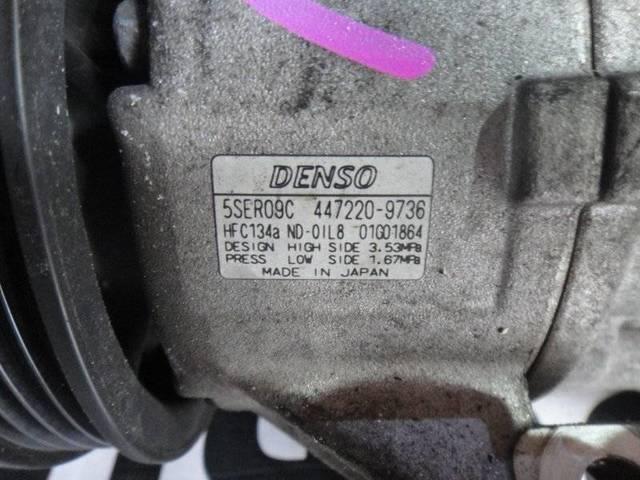 DENSO
5SER09C 447220-9736
HFC134a ND-OIL8 01G01864
DESIGN HIGH SIDE 3.53MPa
PRESS LOW SIDE 1.67MPa
MADE IN JAPAN